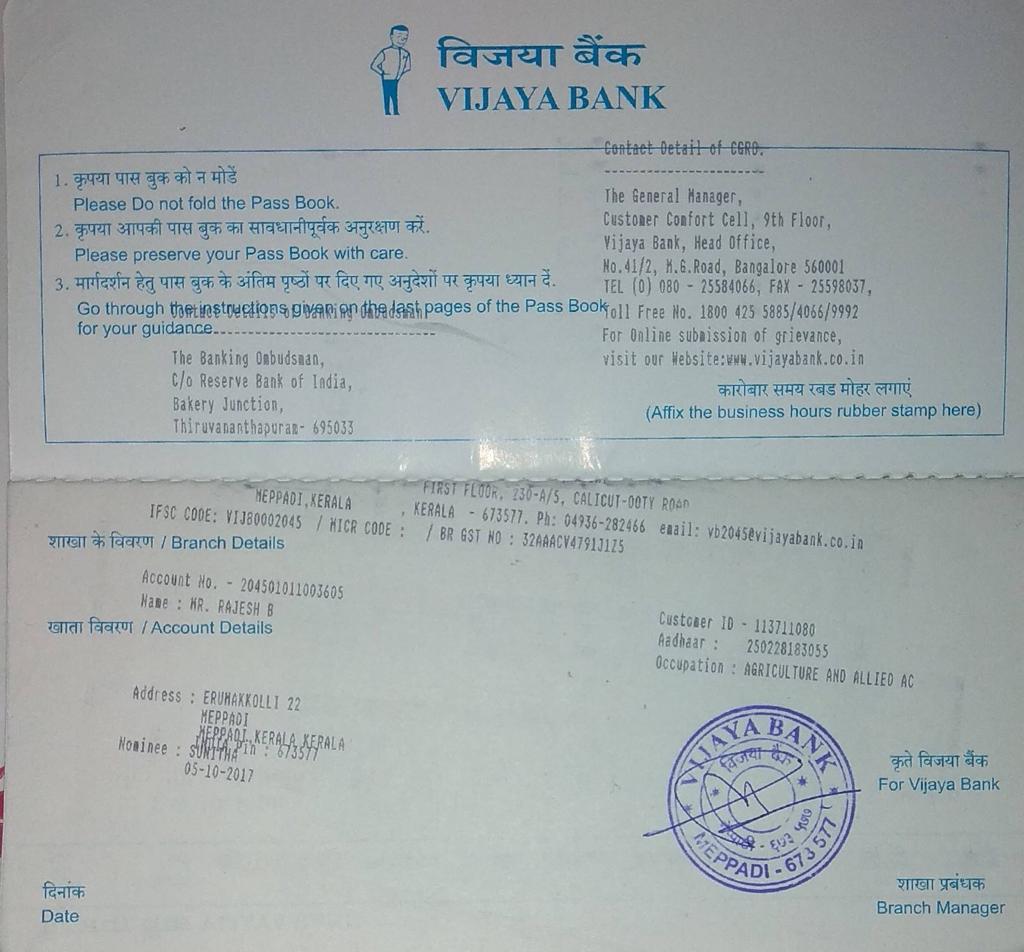 विजया बैंक
VIJAYA BANK
1. कृपया पास बुक को न मोडें
Please Do not fold the Pass Book.
2. कृपया आपकी पास बुक का सावधानीपूर्वक अनुरक्षण करें.
Please preserve your Pass Book with care.
3. मार्गदर्शन हेतु पास बुक के अंतिम पृष्ठों पर दिए गए अनुदेशों पर कृपया ध्यान दें.
Go through the instructions given on the last pages of the Pass Book
for your guidance.
Contact Details of Banking Ombudsman
The Banking Ombudsman,
C/o Reserve Bank of India,
Bakery Junction,
Thiruvananthapuram- 695033
Contact Detail of CGRO.
The General Manager,
Customer Comfort Cell, 9th Floor,
Vijaya Bank, Head Office,
No.41/2, M.G.Road, Bangalore 560001
TEL (O) 080 - 25584066, FAX - 25598037,
Toll Free No. 1800 425 5885/4066/9992
For Online submission of grievance,
visit our Website:www.vijayabank.co.in
कारोबार समय रबड मोहर लगाएं
(Affix the business hours rubber stamp here)
FIRST FLOOR, 230-A/5, CALICUT-OOTY ROAD
MEPPADI,KERALA , KERALA - 673577. Ph: 04936-282466 email: vb2045@vijayabank.co.in
IFSC CODE: VIJB0002045 / MICR CODE : / BR GST NO : 32AAACV4791J1Z5
शाखा के विवरण / Branch Details
Account No. - 204501011003605
Name : MR. RAJESH B
खाता विवरण / Account Details
Customer ID - 113711080
Aadhaar : 250228183055
Occupation : AGRICULTURE AND ALLIED AC
Address : ERUMAKKOLLI 22
MEPPADI
MEPPADI,KERALA,KERALA
INDIA Pin : 673577
Nominee : SUNITHA
05-10-2017
VIJAYA BANK
विजया बैंक
MEPPADI - 673 577
कृते विजया बैंक
For Vijaya Bank
दिनांक
Date
शाखा प्रबंधक
Branch Manager